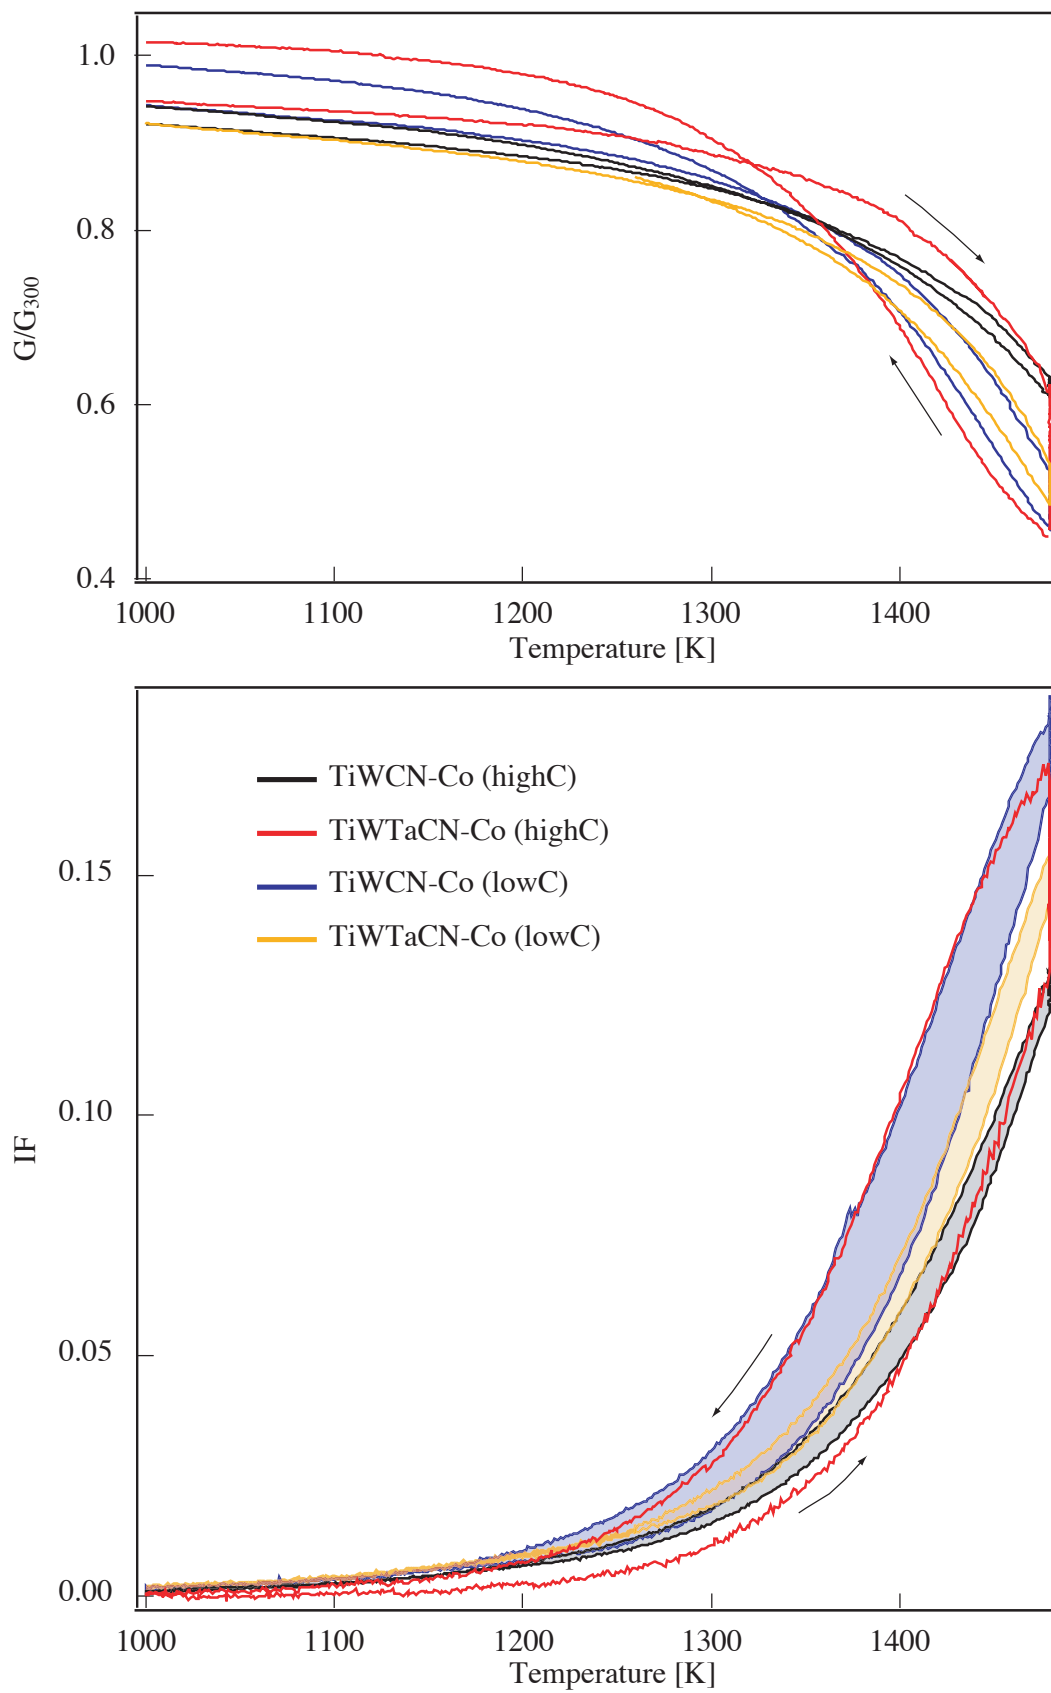 1.0
0.8
0.6
0.4
G/G300
1000 1100 1200 1300 1400
Temperature [K]
TiWCN-Co (highC)
TiWTaCN-Co (highC)
TiWCN-Co (lowC)
TiWTaCN-Co (lowC)
0.15
0.10
0.05
0.00
IF
1000 1100 1200 1300 1400
Temperature [K]